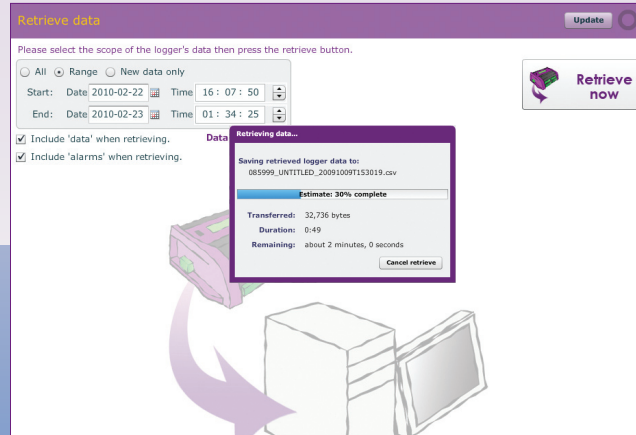 Retrieve data
Update
Please select the scope of the logger's data then press the retrieve button.
All Range New data only
Start: Date 2010-02-22 Time 16 : 07 : 50
End: Date 2010-02-23 Time 01 : 34 : 25
Retrieve
now
Include 'data' when retrieving.
Data
Include 'alarms' when retrieving.
Retrieving data...
Saving retrieved logger data to:
085999_UNTITLED_20091009T153019.csv
Estimate: 30% complete
Transferred: 32,736 bytes
Duration: 0:49
Remaining: about 2 minutes, 0 seconds
Cancel retrieve